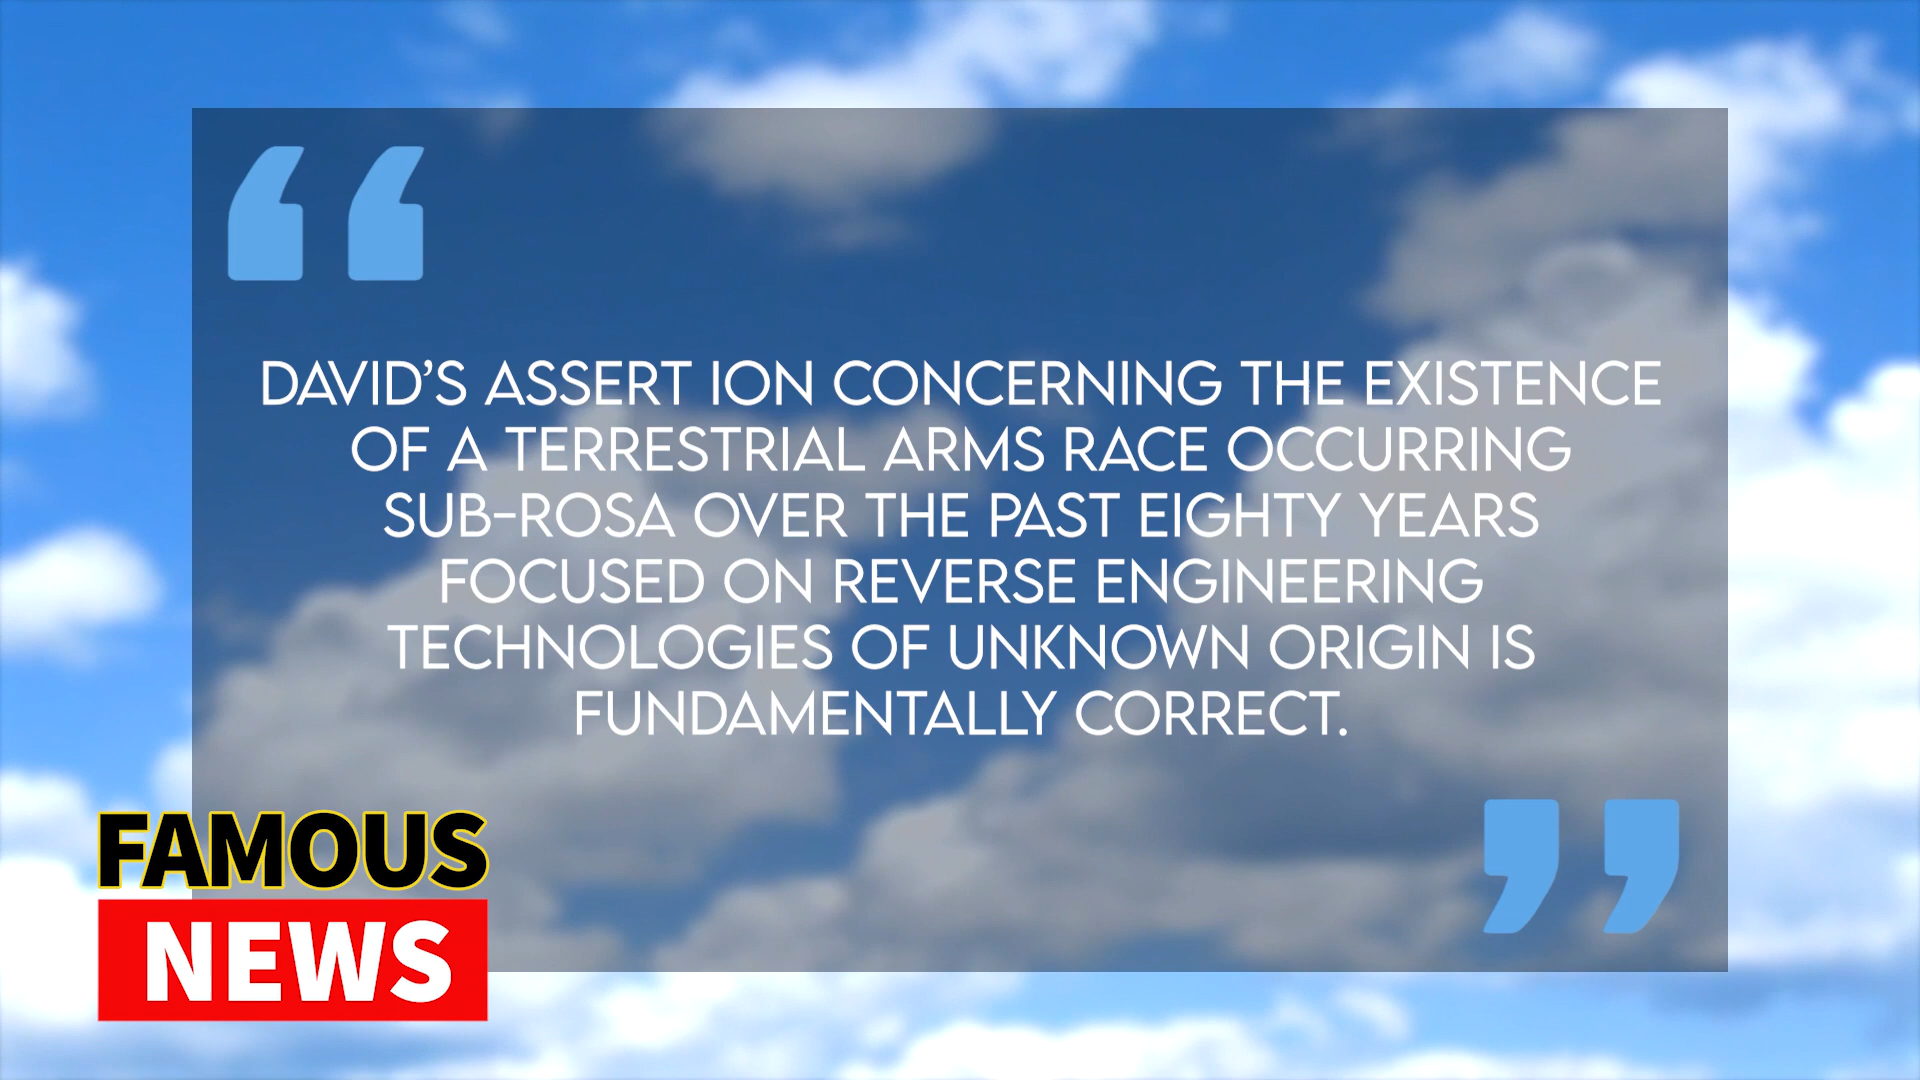 “
DAVID’S ASSERT ION CONCERNING THE EXISTENCE
OF A TERRESTRIAL ARMS RACE OCCURRING
SUB-ROSA OVER THE PAST EIGHTY YEARS
FOCUSED ON REVERSE ENGINEERING
TECHNOLOGIES OF UNKNOWN ORIGIN IS
FUNDAMENTALLY CORRECT.
”
FAMOUS
NEWS